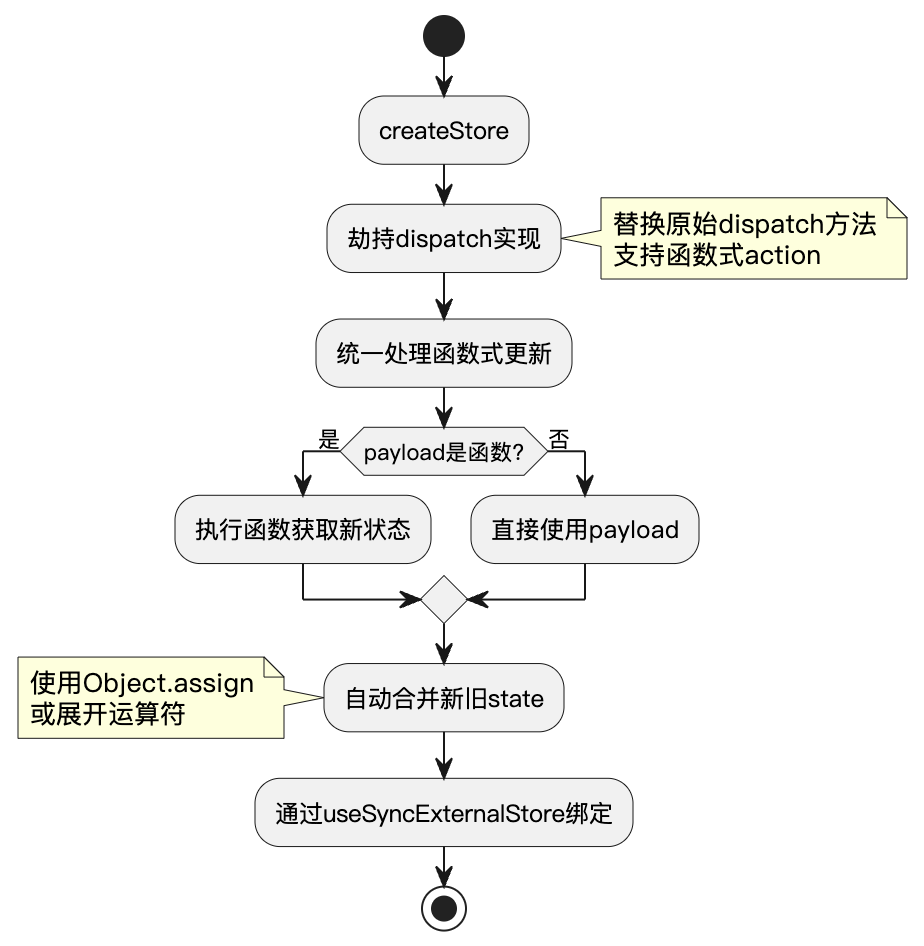 createStore
劫持dispatch实现
替换原始dispatch方法
支持函数式action
统一处理函数式更新
是
payload是函数?
否
执行函数获取新状态
直接使用payload
使用Object.assign
或展开运算符
自动合并新旧state
通过useSyncExternalStore绑定